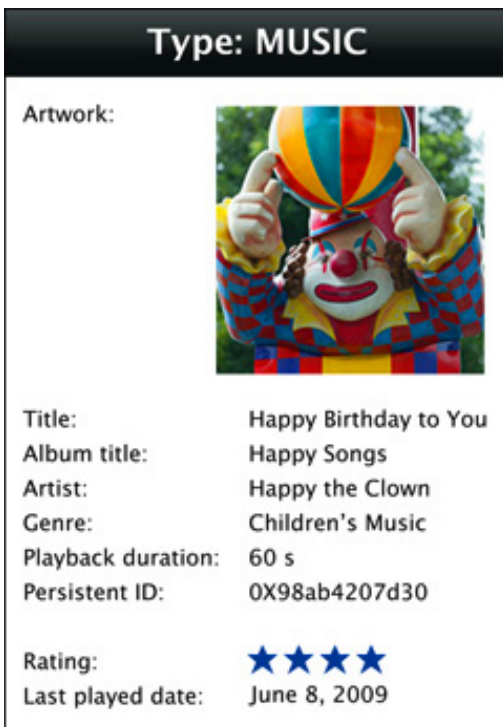 Type: MUSIC
Artwork:
Title: Happy Birthday to You
Album title: Happy Songs
Artist: Happy the Clown
Genre: Children's Music
Playback duration: 60 s
Persistent ID: 0X98ab4207d30
Rating: ★★★★
Last played date: June 8, 2009